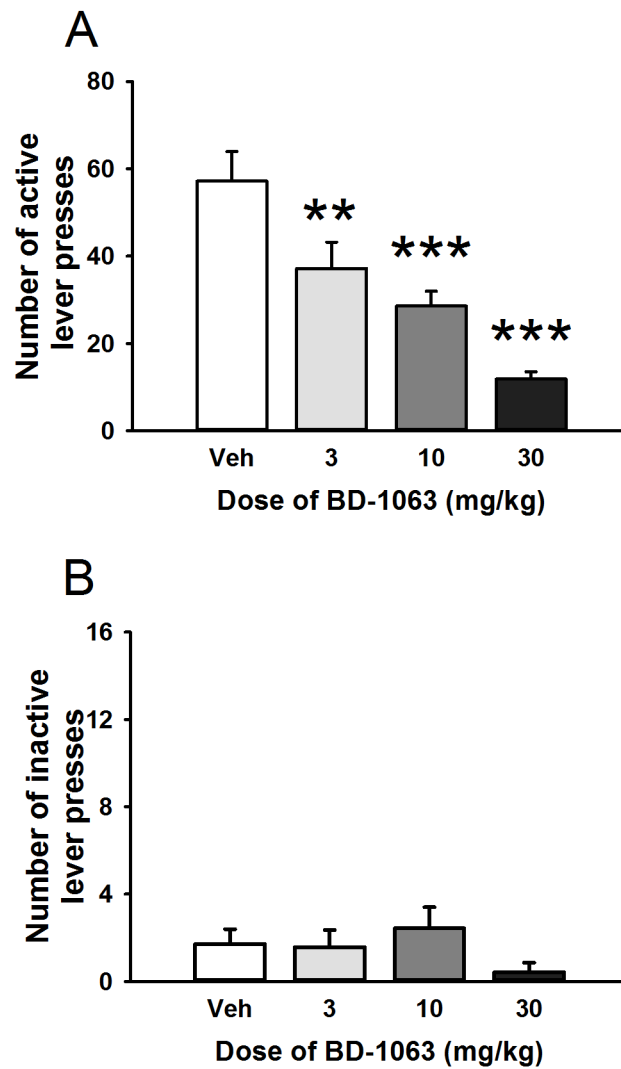 A
Number of active
lever presses
80
60
40
20
0
**
***
***
Veh 3 10 30
Dose of BD-1063 (mg/kg)
B
Number of inactive
lever presses
16
12
8
4
0
Veh 3 10 30
Dose of BD-1063 (mg/kg)